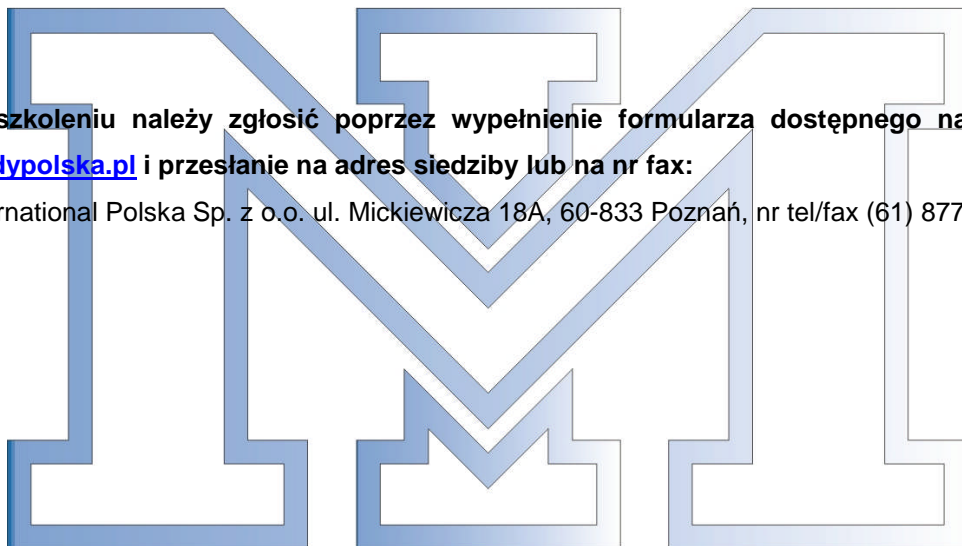 szkoleniu należy zgłosić poprzez wypełnienie formularza dostępnego na
dypolska.pl i przesłanie na adres siedziby lub na nr fax:
rnational Polska Sp. z o.o. ul. Mickiewicza 18A, 60-833 Poznań, nr tel/fax (61) 877